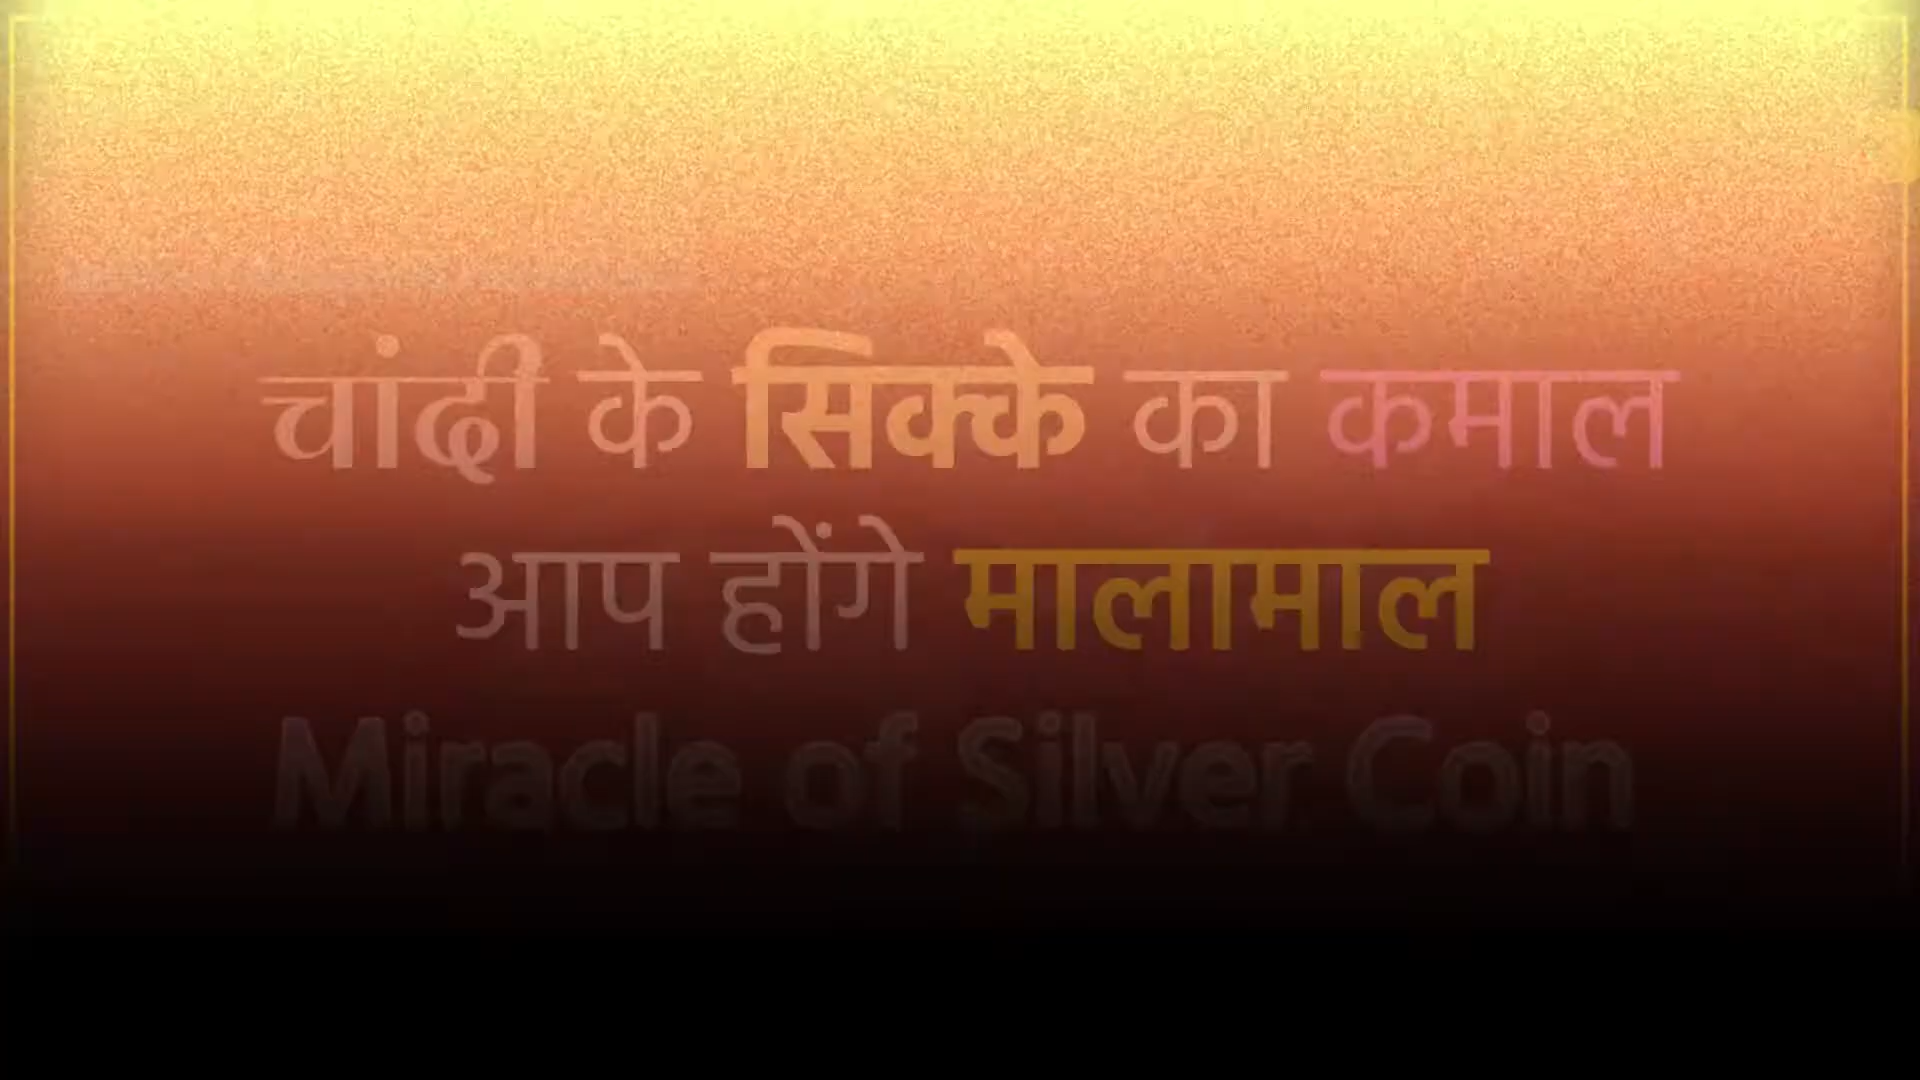 चांदी के सिक्के का कमाल
आप होंगे मालामाल
Miracle of Silver Coin